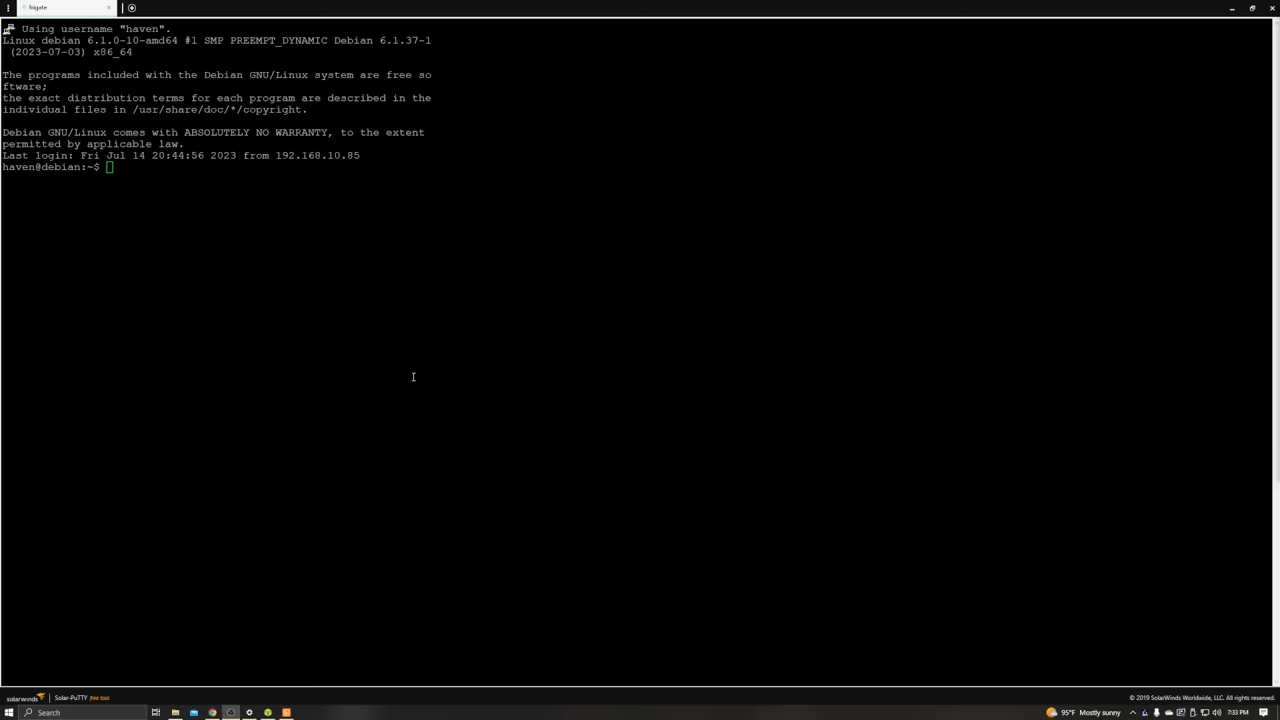 frigate
Using username "haven".
Linux debian 6.1.0-10-amd64 #1 SMP PREEMPT_DYNAMIC Debian 6.1.37-1
(2023-07-03) x86_64
The programs included with the Debian GNU/Linux system are free so
ftware;
the exact distribution terms for each program are described in the
individual files in /usr/share/doc/*/copyright.
Debian GNU/Linux comes with ABSOLUTELY NO WARRANTY, to the extent
permitted by applicable law.
Last login: Fri Jul 14 20:44:56 2023 from 192.168.10.85
haven@debian:~$
solarwinds Solar-PuTTY free tool © 2019 SolarWinds Worldwide, LLC. All rights reserved.
Search 95°F Mostly sunny 7:33 PM